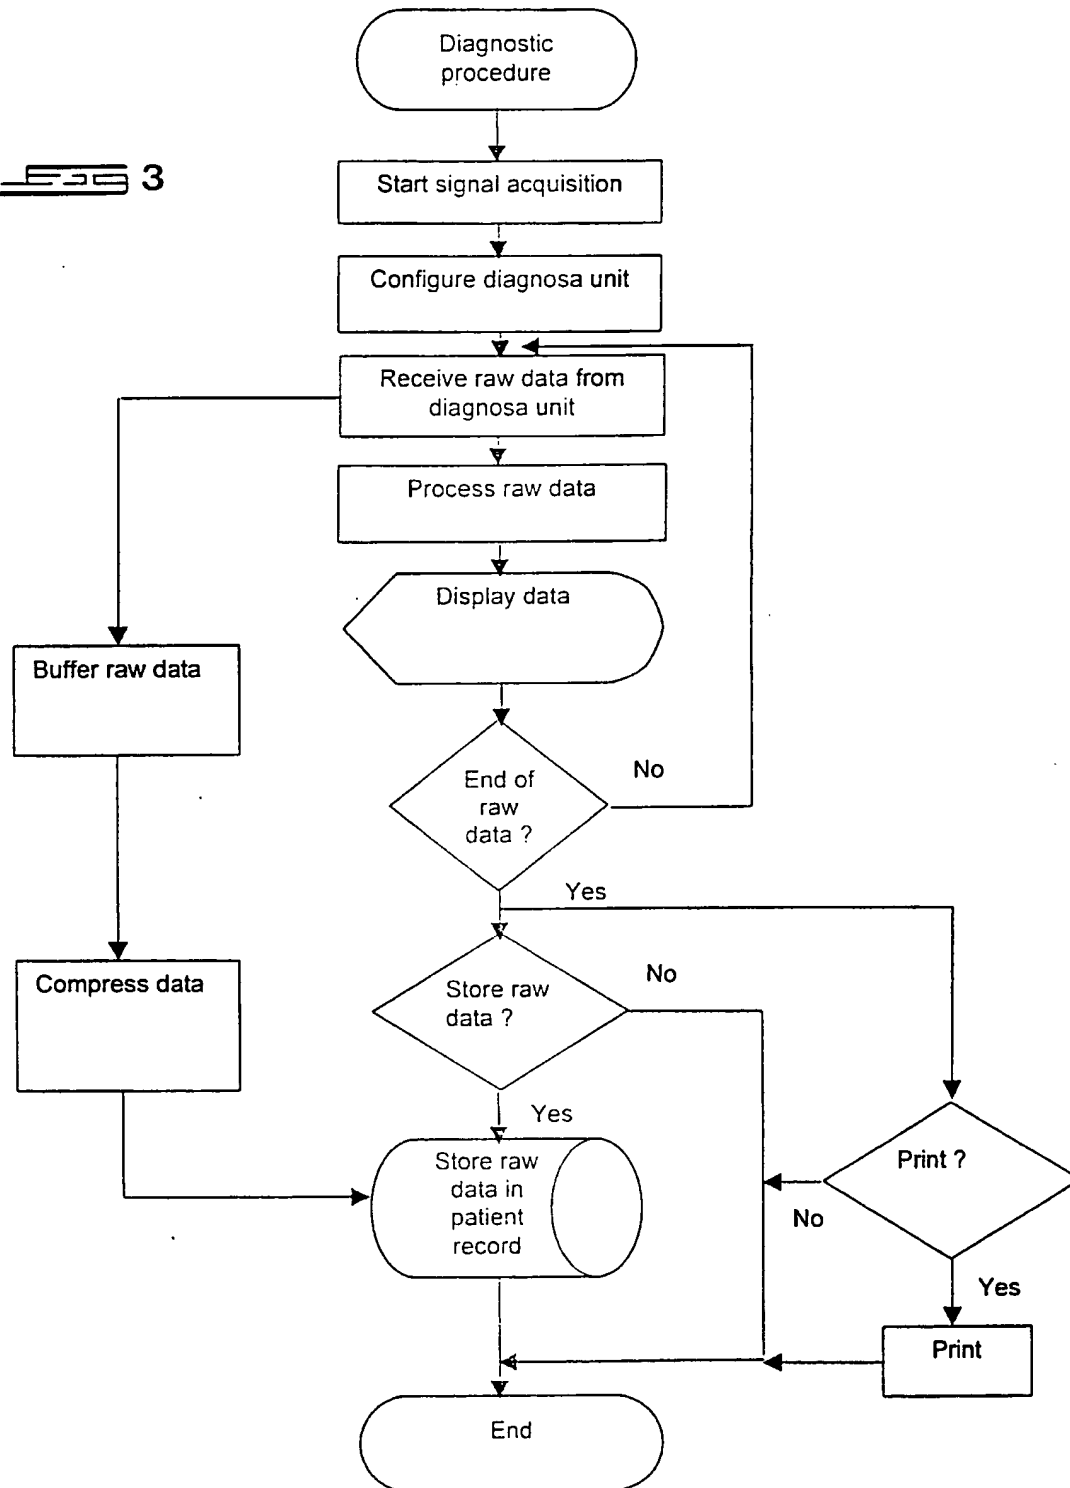 Diagnostic
procedure
FIG 3
Start signal acquisition
Configure diagnosa unit
Receive raw data from
diagnosa unit
Process raw data
Display data
Buffer raw data
End of
raw
data ?
No
Yes
Compress data
Store raw
data ?
No
Yes
Store raw
data in
patient
record
Print ?
No
Yes
Print
End